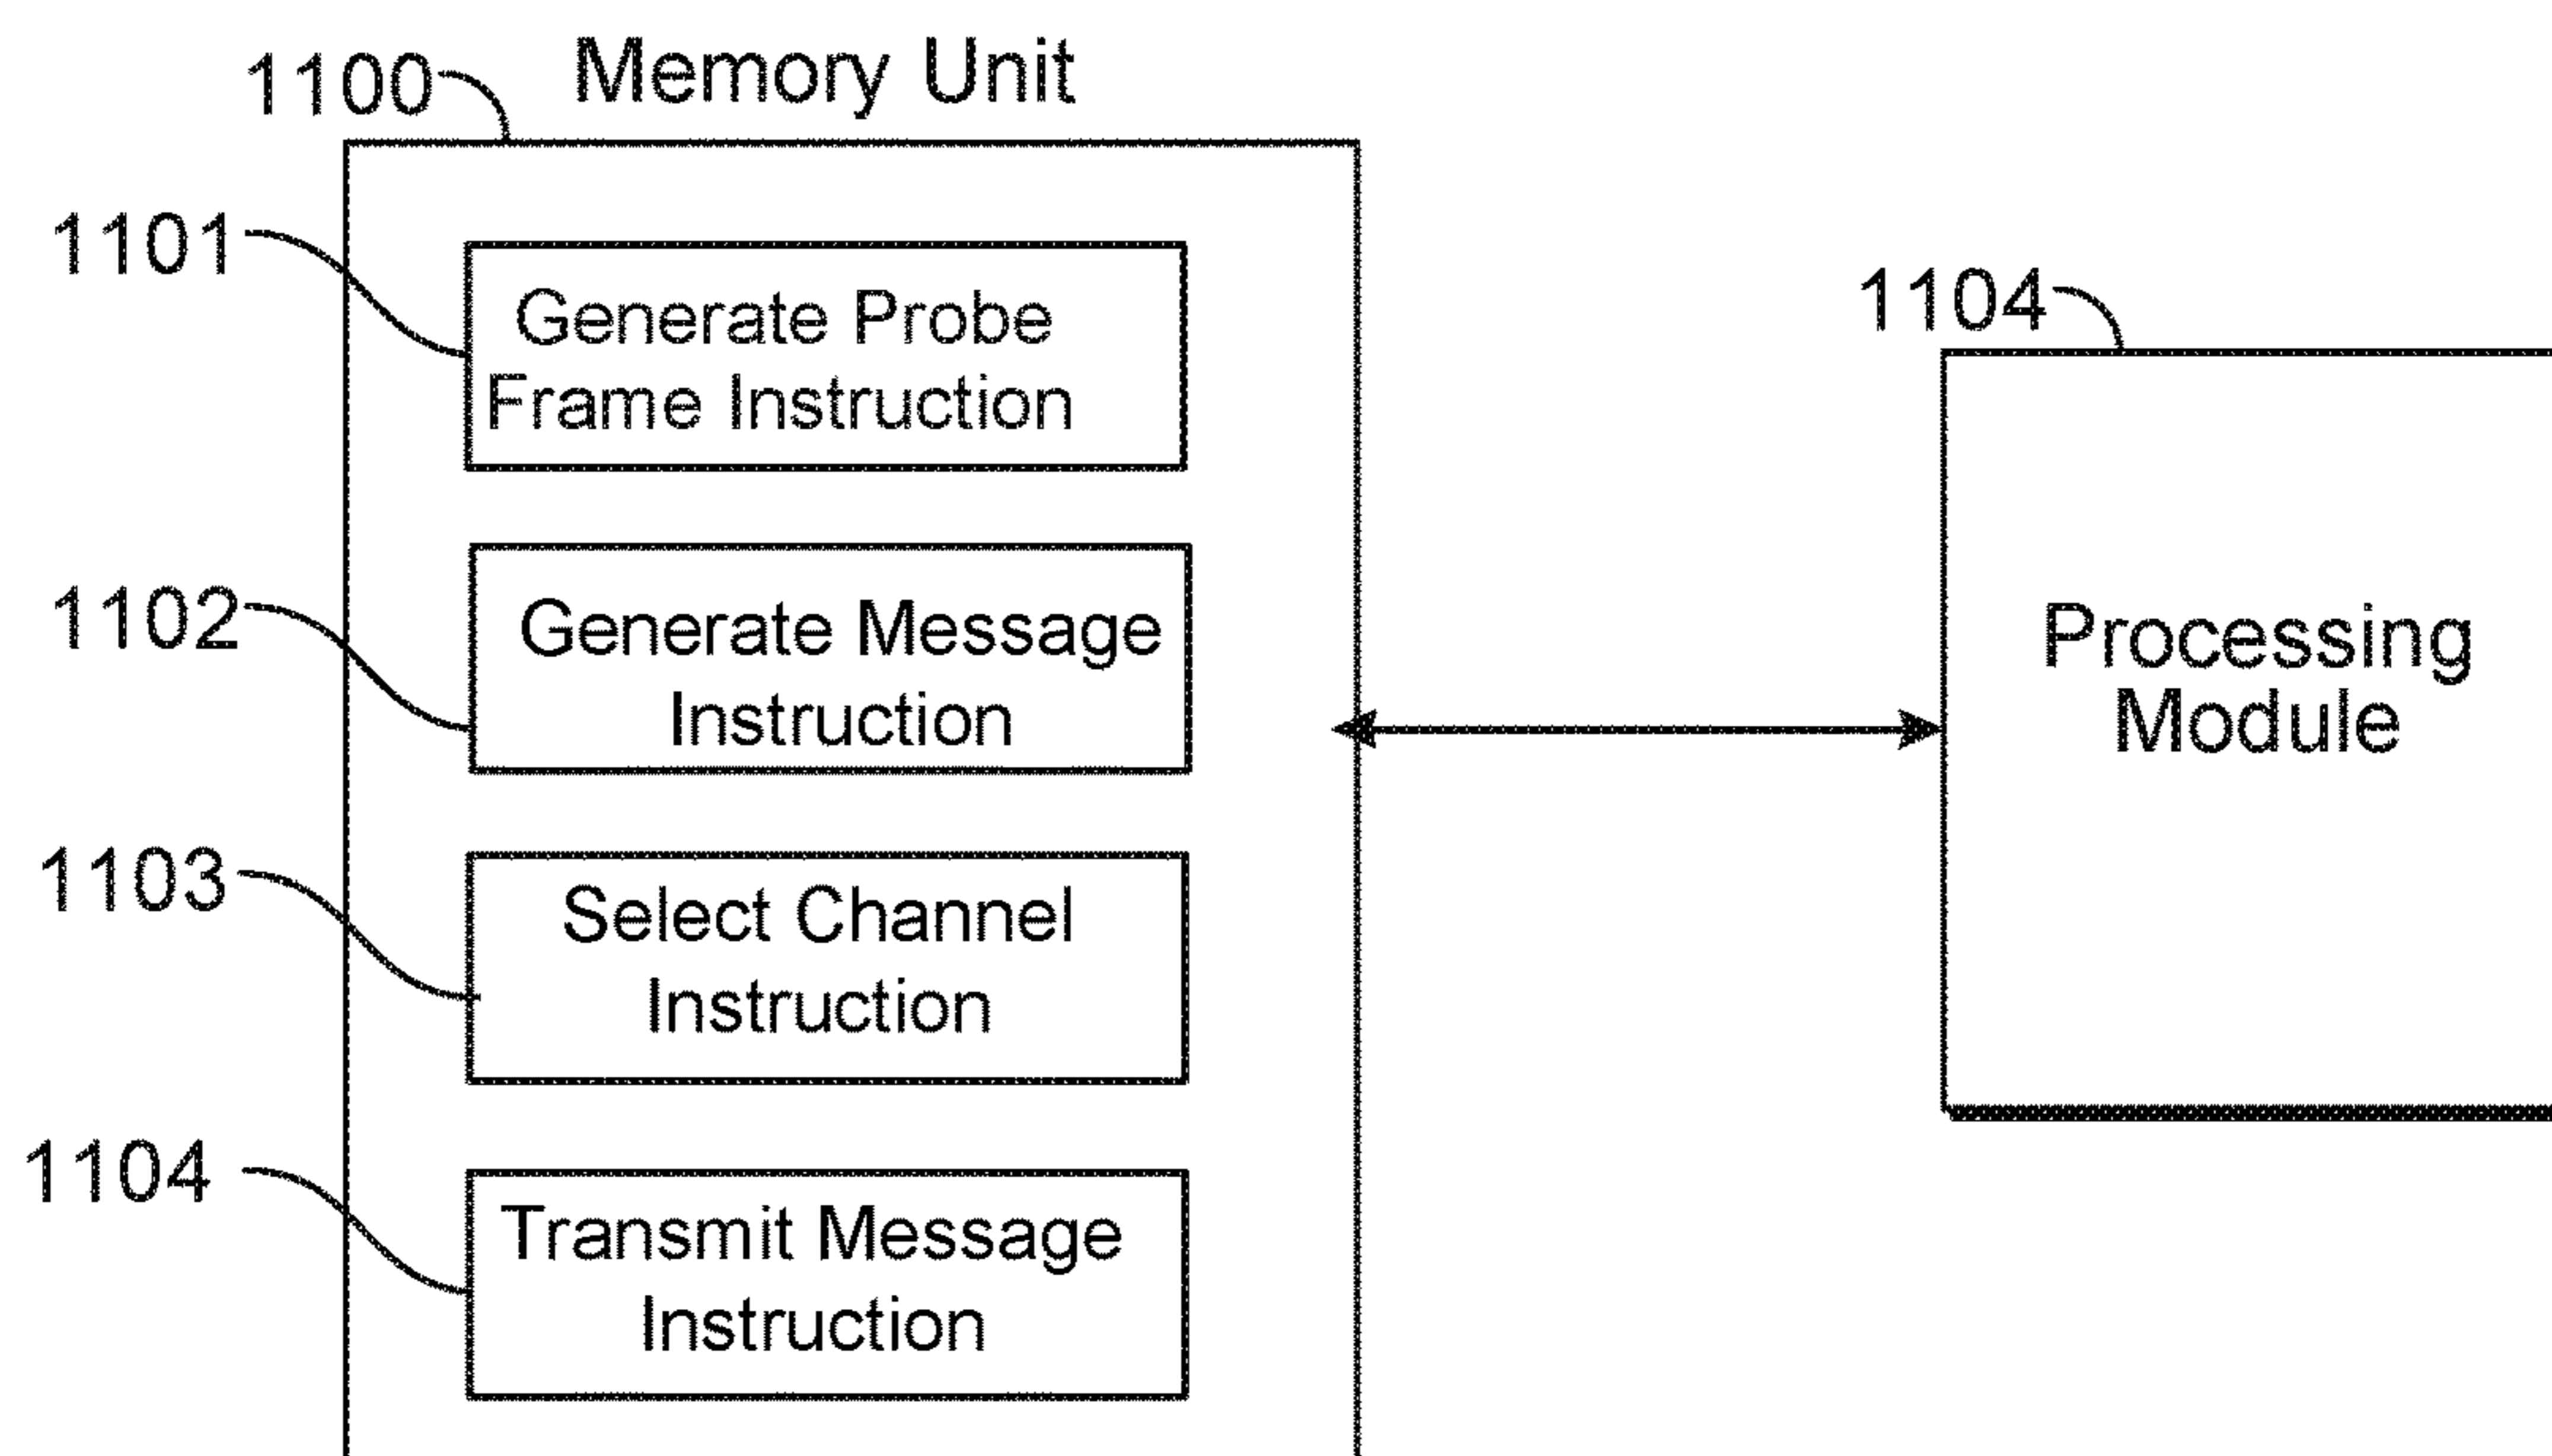 1100
Memory Unit
1101
Generate Probe
Frame Instruction
1102
Generate Message
Instruction
1103
Select Channel
Instruction
1104
Transmit Message
Instruction
1104
Processing
Module